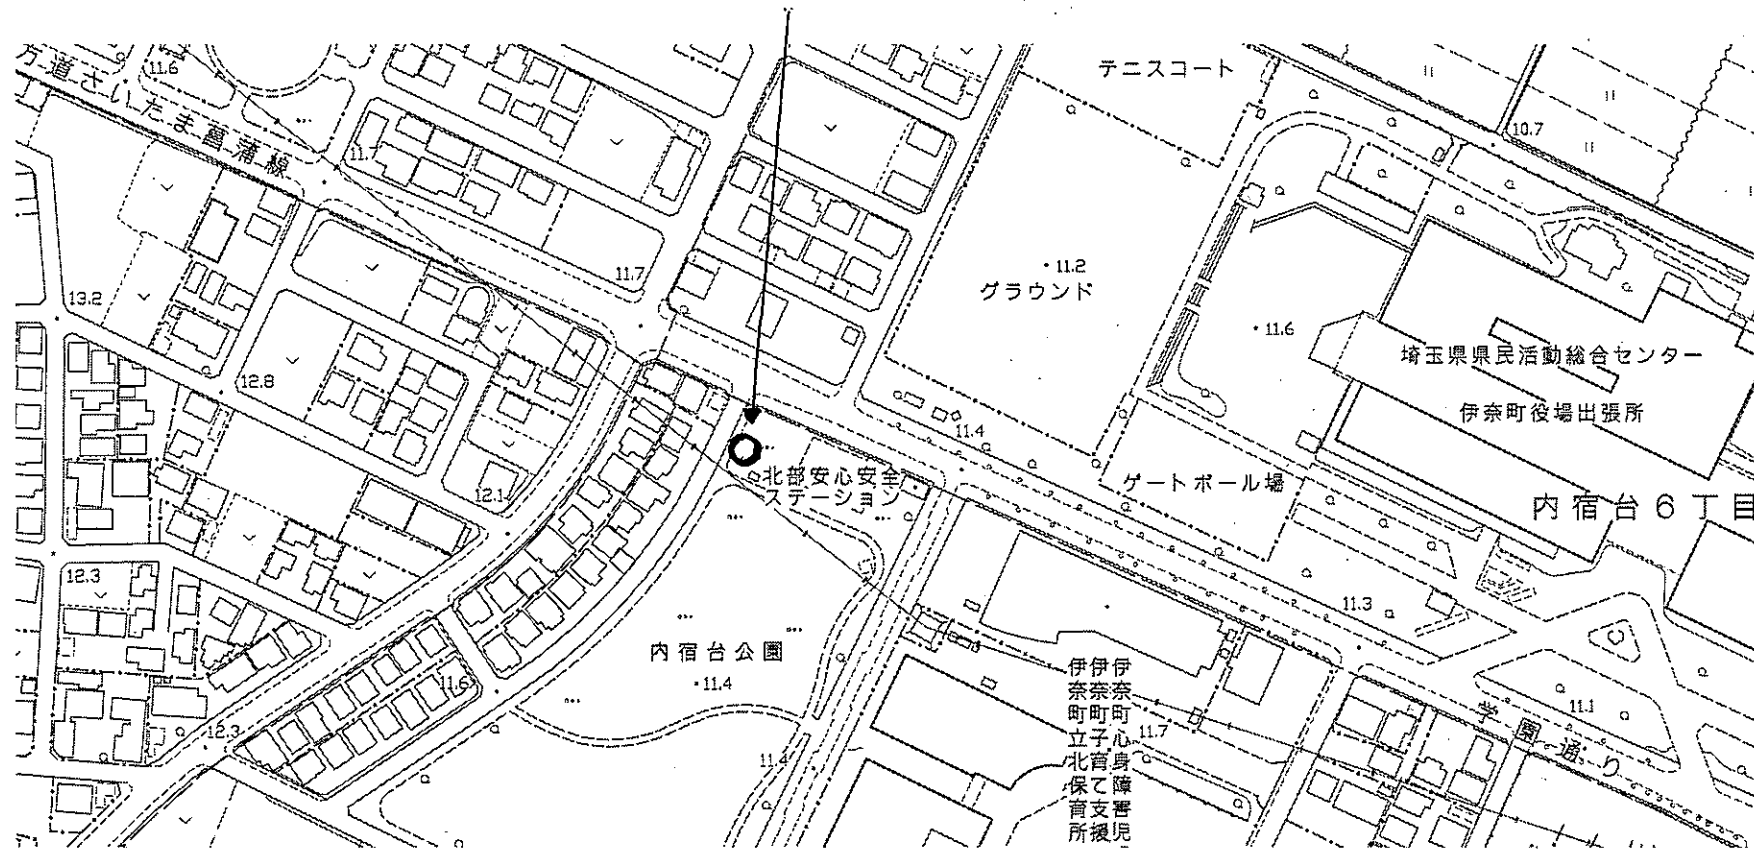 テニスコート
11.6
方道さいたま菖蒲線
10.7
11.7
11.7
11.2
グラウンド
13.2
11.6
埼玉県県民活動総合センター
12.8
伊奈町役場出張所
11.4
北部安心安全
ステーション
ゲートボール場
12.1
内宿台6丁目
12.3
11.3
内宿台公園
11.4
11.6
伊奈町立北保育所
伊奈町子育て支援
伊奈町心身障害児
学園通り
11.1
12.3
11.7
11.4